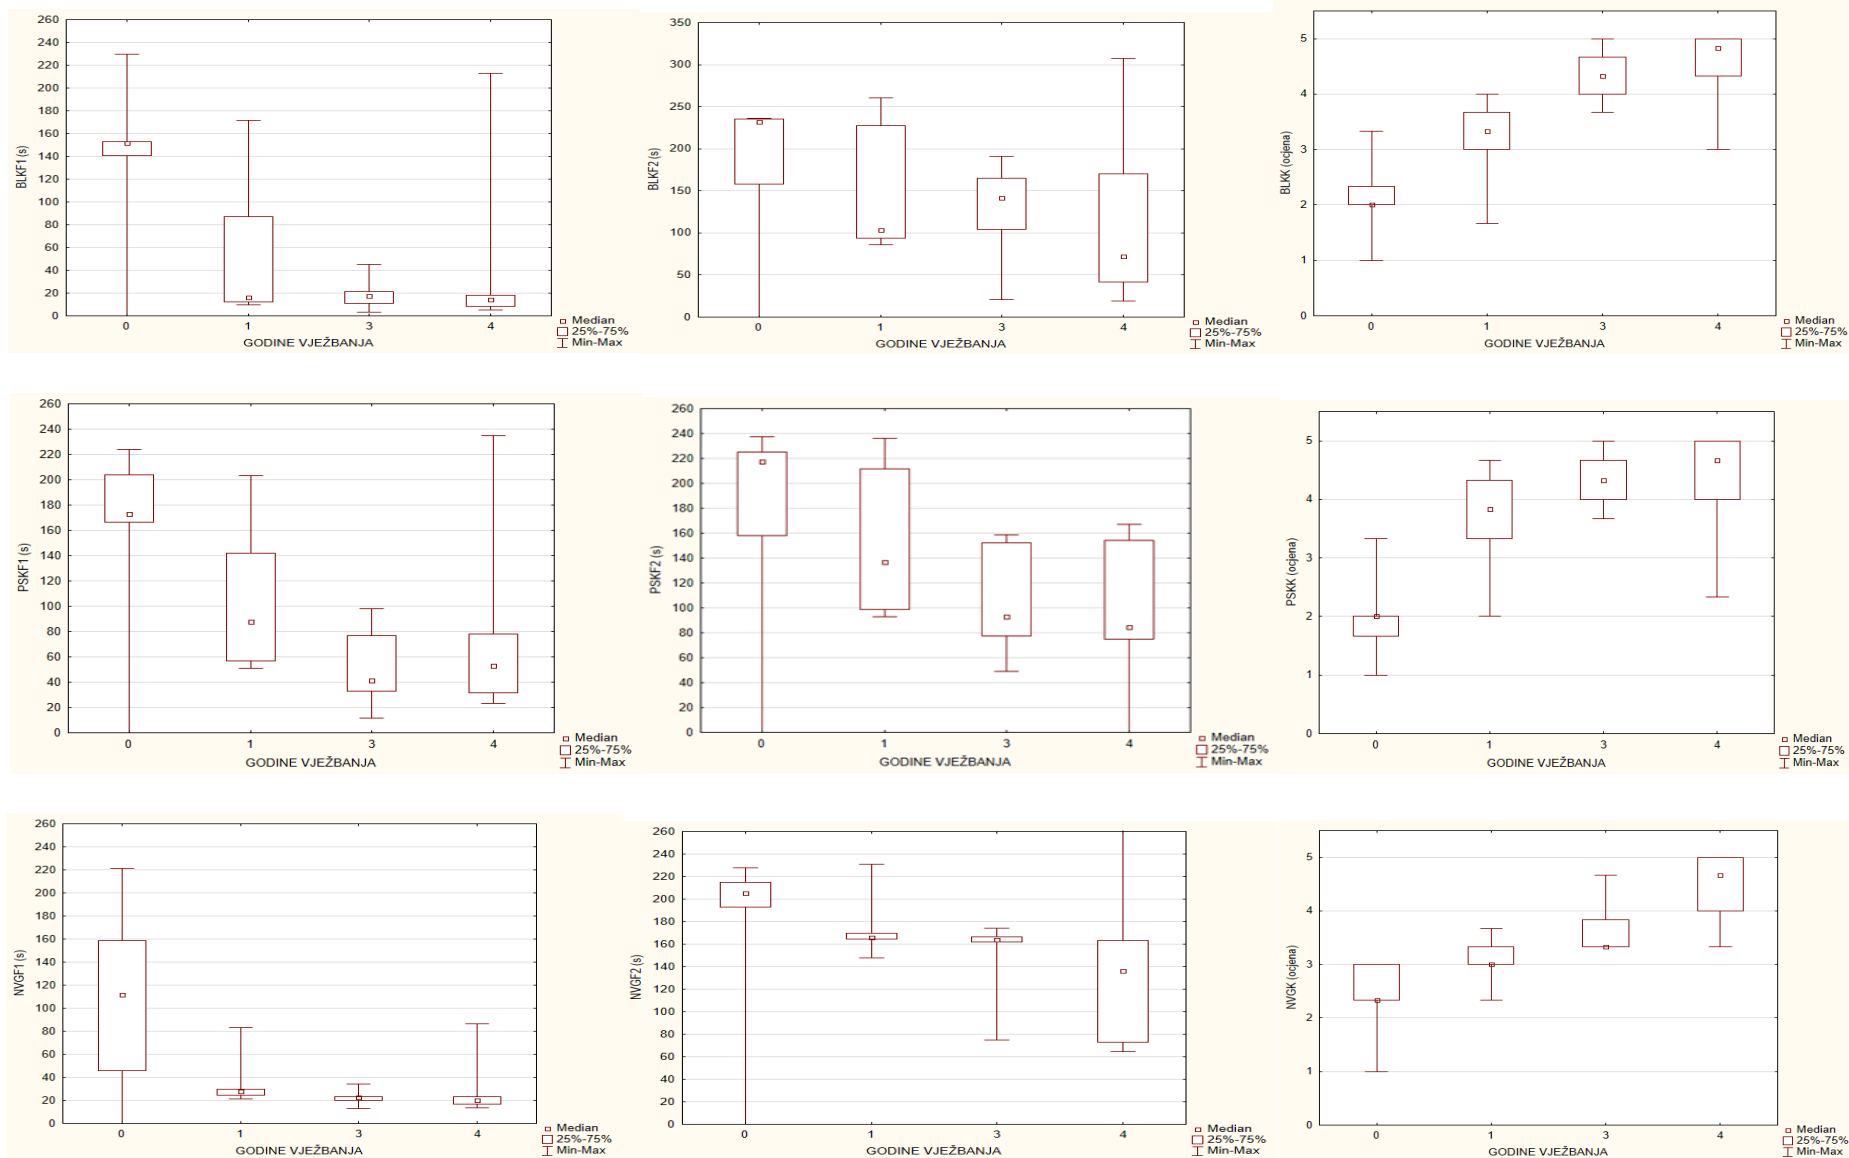 260
240
220
200
180
160
140
120
100
80
60
40
20
0
BLKF1 (s)
0 1 3 4
GODINE VJEŽBANJA
Median
25%-75%
Min-Max
350
300
250
200
150
100
50
0
BLKF2 (s)
0 1 3 4
GODINE VJEŽBANJA
Median
25%-75%
Min-Max
5
4
3
2
1
0
BLKK (ocjena)
0 1 3 4
GODINE VJEŽBANJA
Median
25%-75%
Min-Max
260
240
220
200
180
160
140
120
100
80
60
40
20
0
PSKF1 (s)
0 1 3 4
GODINE VJEŽBANJA
Median
25%-75%
Min-Max
260
240
220
200
180
160
140
120
100
80
60
40
20
0
PSKF2 (s)
0 1 3 4
GODINE VJEŽBANJA
Median
25%-75%
Min-Max
5
4
3
2
1
0
PSKK (ocjena)
0 1 3 4
GODINE VJEŽBANJA
Median
25%-75%
Min-Max
260
240
220
200
180
160
140
120
100
80
60
40
20
0
NVGF1 (s)
0 1 3 4
GODINE VJEŽBANJA
Median
25%-75%
Min-Max
260
240
220
200
180
160
140
120
100
80
60
40
20
0
NVGF2 (s)
0 1 3 4
GODINE VJEŽBANJA
Median
25%-75%
Min-Max
5
4
3
2
1
0
NVGK (ocjena)
0 1 3 4
GODINE VJEŽBANJA
Median
25%-75%
Min-Max